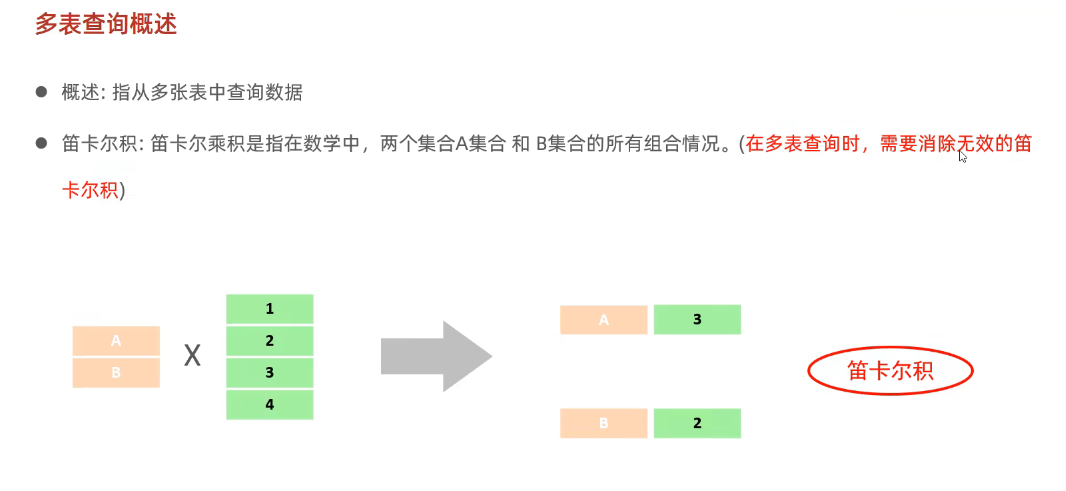 多表查询概述
概述: 指从多张表中查询数据
笛卡尔积: 笛卡尔乘积是指在数学中，两个集合A集合 和 B集合的所有组合情况。(在多表查询时，需要消除无效的笛
卡尔积)
A
B
X
1
2
3
4
A 3
B 2
笛卡尔积